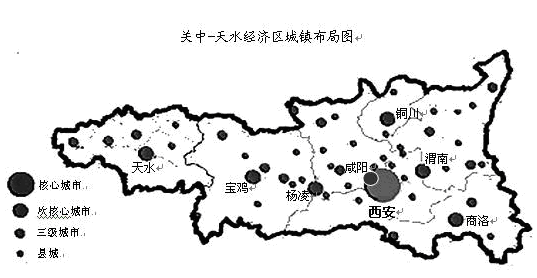 关中-天水经济区城镇布局图
铜川
天水
咸阳
渭南
宝鸡
杨凌
西安
商洛
核心城市
次核心城市
三级城市
县城